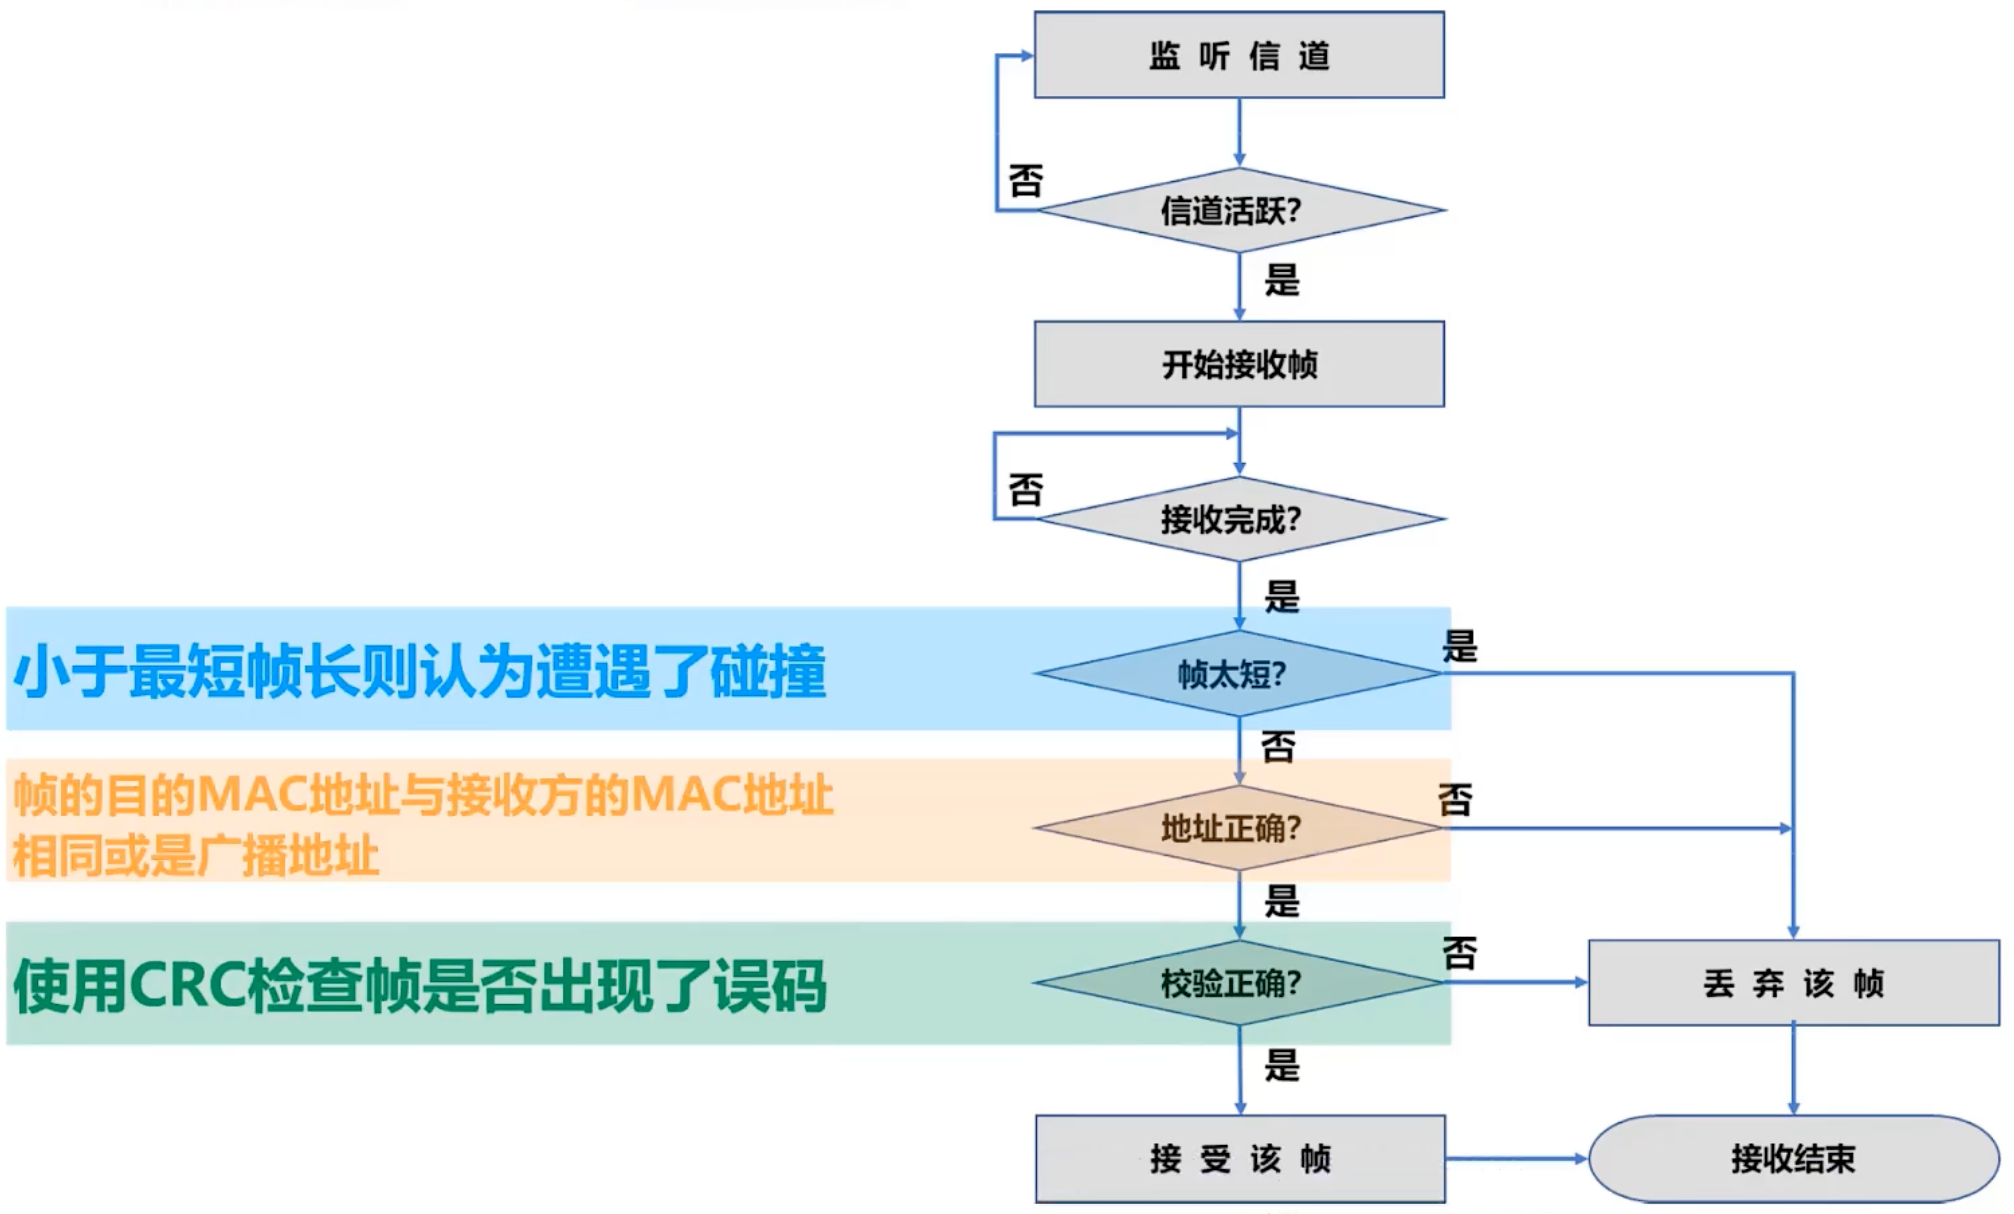 监 听 信 道
否
信道活跃?
是
开始接收帧
否
接收完成?
是
小于最短帧长则认为遭遇了碰撞
帧太短?
是
否
帧的目的MAC地址与接收方的MAC地址
相同或是广播地址
地址正确?
否
是
使用CRC检查帧是否出现了误码
校验正确?
否
丢 弃 该 帧
是
接 受 该 帧
接收结束